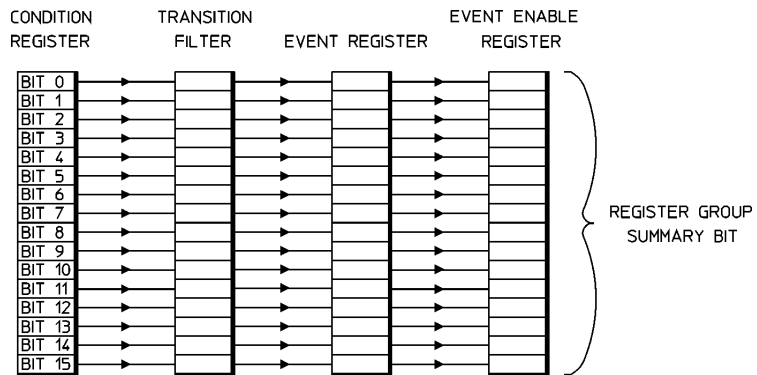 CONDITION
REGISTER
TRANSITION
FILTER
EVENT REGISTER
EVENT ENABLE
REGISTER
BIT 0
BIT 1
BIT 2
BIT 3
BIT 4
BIT 5
BIT 6
BIT 7
BIT 8
BIT 9
BIT 10
BIT 11
BIT 12
BIT 13
BIT 14
BIT 15
REGISTER GROUP
SUMMARY BIT